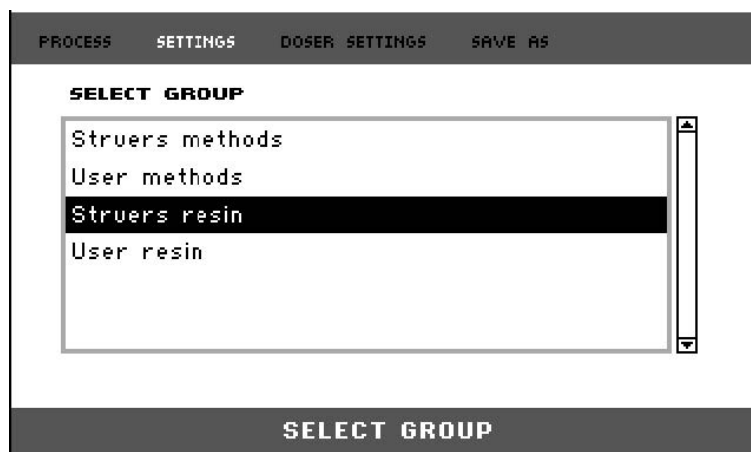 PROCESS SETTINGS DOSER SETTINGS SAVE AS
SELECT GROUP
Struers methods
User methods
Struers resin
User resin
SELECT GROUP